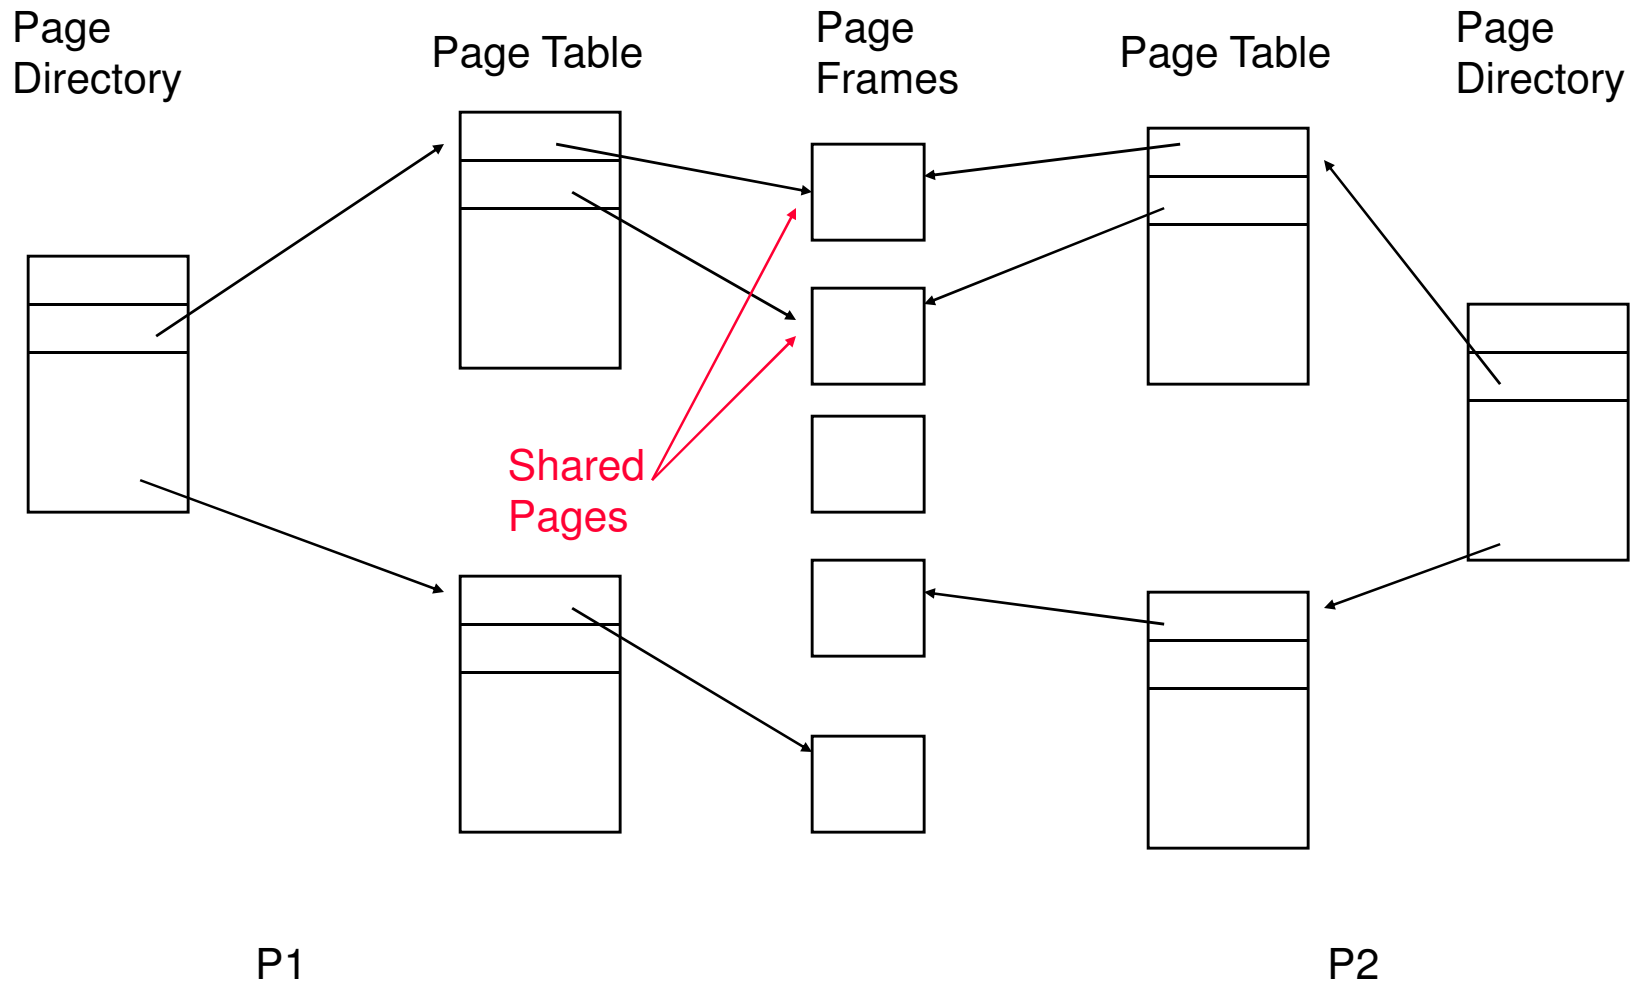 Page
Directory
Page Table
Page
Frames
Page Table
Page
Directory
Shared
Pages
P1
P2